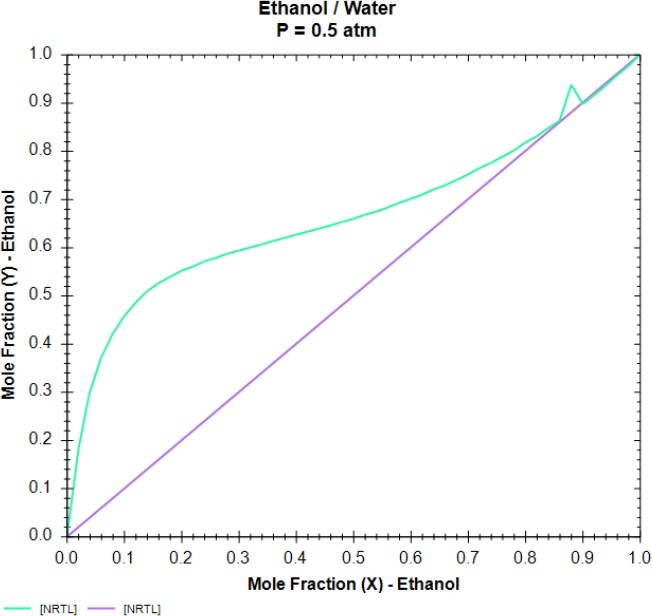 Ethanol / Water
P = 0.5 atm
1.0
0.9
0.8
0.7
0.6
0.5
0.4
0.3
0.2
0.1
0.0
Mole Fraction (Y) - Ethanol
0.0 0.1 0.2 0.3 0.4 0.5 0.6 0.7 0.8 0.9 1.0
Mole Fraction (X) - Ethanol
[NRTL] [NRTL]